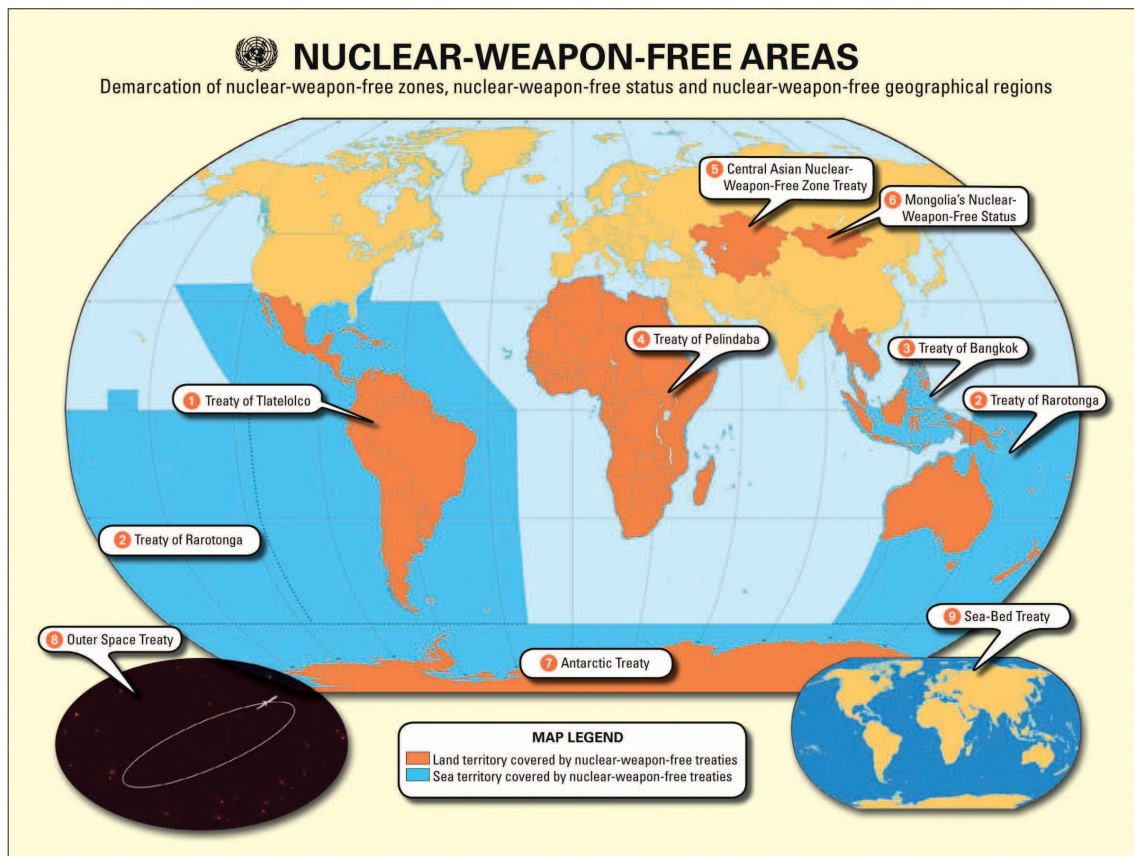 NUCLEAR-WEAPON-FREE AREAS
Demarcation of nuclear-weapon-free zones, nuclear-weapon-free status and nuclear-weapon-free geographical regions
5 Central Asian Nuclear-
Weapon-Free Zone Treaty
6 Mongolia's Nuclear-
Weapon-Free Status
4 Treaty of Pelindaba
3 Treaty of Bangkok
1 Treaty of Tlatelolco
2 Treaty of Rarotonga
2 Treaty of Rarotonga
9 Sea-Bed Treaty
8 Outer Space Treaty
7 Antarctic Treaty
MAP LEGEND
Land territory covered by nuclear-weapon-free treaties
Sea territory covered by nuclear-weapon-free treaties